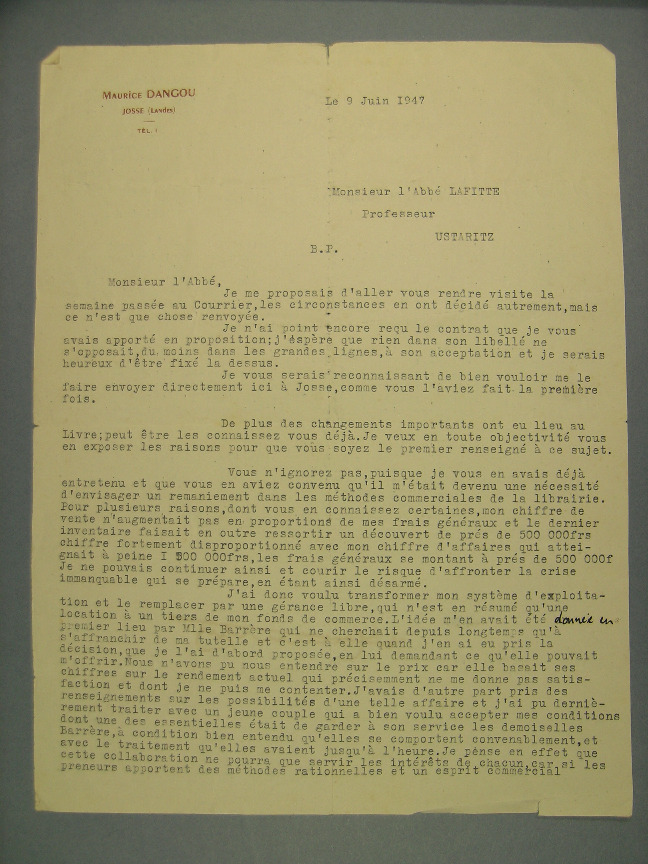 MAURICE DANGOU
JOSSE (Landes)
TÉL. 1
Le 9 Juin I947
Monsieur l'Abbé LAFITTE
Professeur
USTARITZ
B.P.
Monsieur l'Abbé,
Je me proposais d'aller vous rendre visite la
semaine passée au Courrier,les circonstances en ont décidé autrement,mais
ce n'est que chose renvoyée.
Je n'ai point encore requ le contrat que je vous
avais apporté en proposition;j'éspère que rien dans son libellé ne
s'opposait,du moins dans les grandes lignes,à son acceptation et je serais
heureux d'être fixé la dessus.
Je vous serais reconnaissant de bien vouloir me le
faire envoyer directement ici à Josse,comme vous l'aviez fait la première
fois.
De plus des changements importants ont eu lieu au
Livre;peut être les connaissez vous déjà.Je veux en toute objectivité vous
en exposer les raisons pour que vous soyez le premier renseigné à ce sujet.
Vous n'ignorez pas,puisque je vous en avais déjà
entretenu et que vous en aviez convenu qu'il m'était devenu une nécessité
d'envisager un remaniement dans les méthodes commerciales de la librairie.
Pour plusieurs raisons,dont vous en connaissez certaines,mon chiffre de
vente n'augmentait pas en proportions de mes frais généraux et le dernier
inventaire faisait en outre ressortir un découvert de prés de 500 000frs
chiffre fortement disproportionné avec mon chiffre d'affaires qui attei-
gnait à peine I 500 000frs,les frais généraux se montant à prés de 500 000f
Je ne pouvais continuer ainsi et courir le risque d'affronter la crise
immanquable qui se prépare,en étant ainsi désarmé.
J'ai donc voulu transformer mon système d'exploita-
tion et le remplacer par une gérance libre,qui n'est en résumé qu'une
location à un tiers de mon fonds de commerce.L'idée m'en avait été donnée en
premier lieu par Mlle Barrère qui ne cherchait depuis longtemps qu'à
s'affranchir de ma tutelle et c'est à elle quand j'en ai eu pris la
décision,que je l'ai d'abord proposée,en lui demandant ce qu'elle pouvait
m'offrir.Nous n'avons pu nous entendre sur le prix car elle basait ses
chiffres sur le rendement actuel qui précisemment ne me donne pas satis-
faction et dont je ne puis me contenter.J'avais d'autre part pris des
renseignements sur les possibilités d'une telle affaire et j'ai pu derniè-
rement traiter avec un jeune couple qui a bien voulu accepter mes conditions
dont une des essentielles était de garder à son service les demoiselles
Barrère,à condition bien entendu qu'elles se comportent convenablement,et
avec le traitement qu'elles avaient jusqu'à l'heure.Je pense en effet que
cette collaboration ne pourra que servir les intérêts de chacun,car si les
preneurs apportent des méthodes rationnelles et un esprit commercial